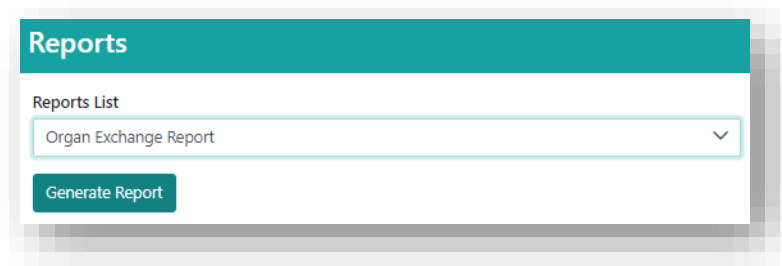 Reports
Reports List
Organ Exchange Report
Generate Report